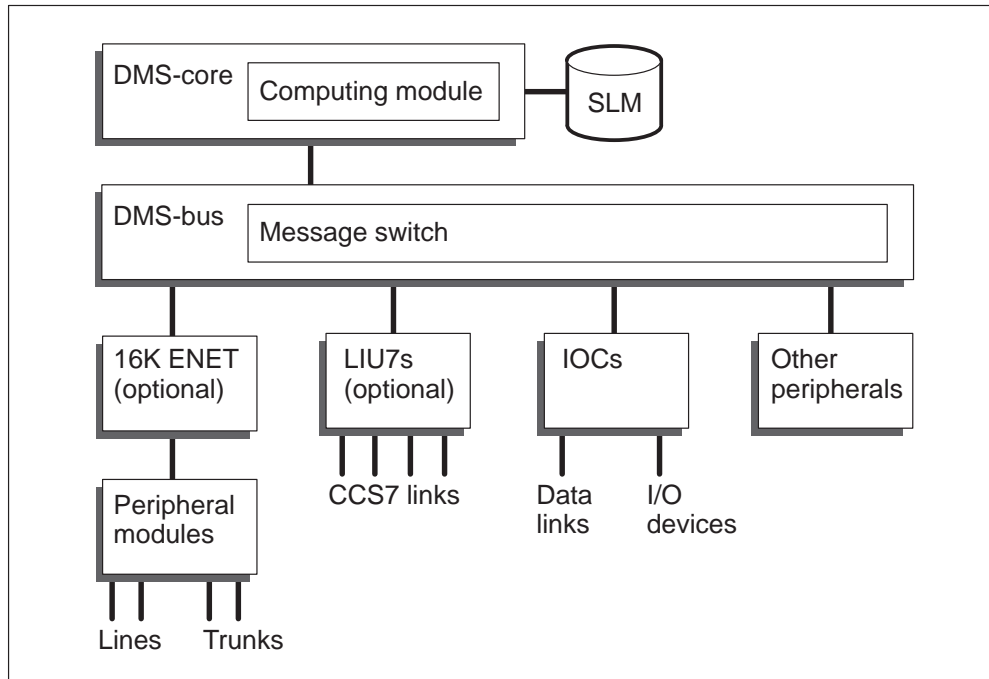 DMS-core
Computing module
SLM
DMS-bus
Message switch
16K ENET
(optional)
LIU7s
(optional)
IOCs
Other
peripherals
Peripheral
modules
CCS7 links
Data
links
I/O
devices
Lines
Trunks